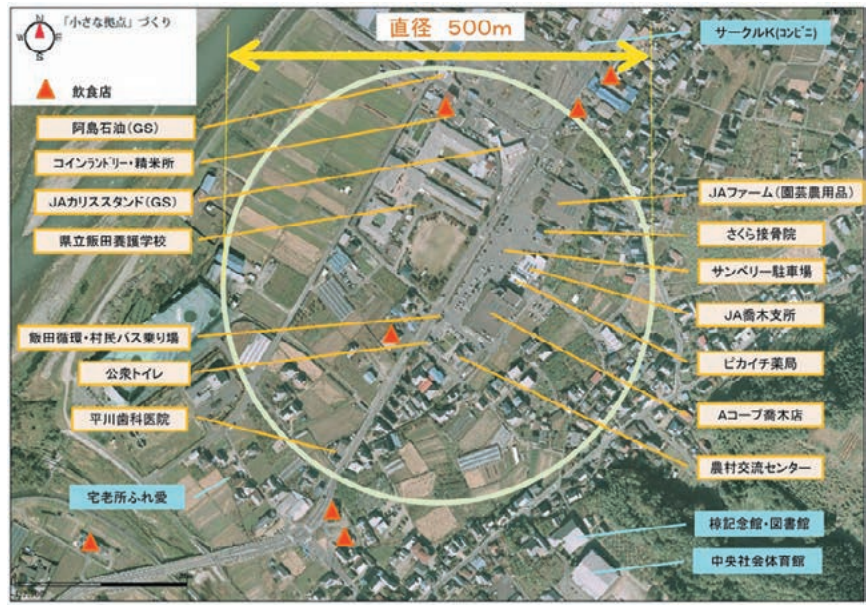 「小さな拠点」づくり
N
W
E
S
飲食店
直径 500m
サークルK(コンビニ)
阿島石油(GS)
コインランドリー・精米所
JAカリススタンド(GS)
県立飯田養護学校
飯田循環・村民バス乗り場
公衆トイレ
平川歯科医院
宅老所ふれ愛
JAファーム(園芸農用品)
さくら接骨院
サンベリー駐車場
JA喬木支所
ピカイチ薬局
Aコープ喬木店
農村交流センター
椋記念館・図書館
中央社会体育館